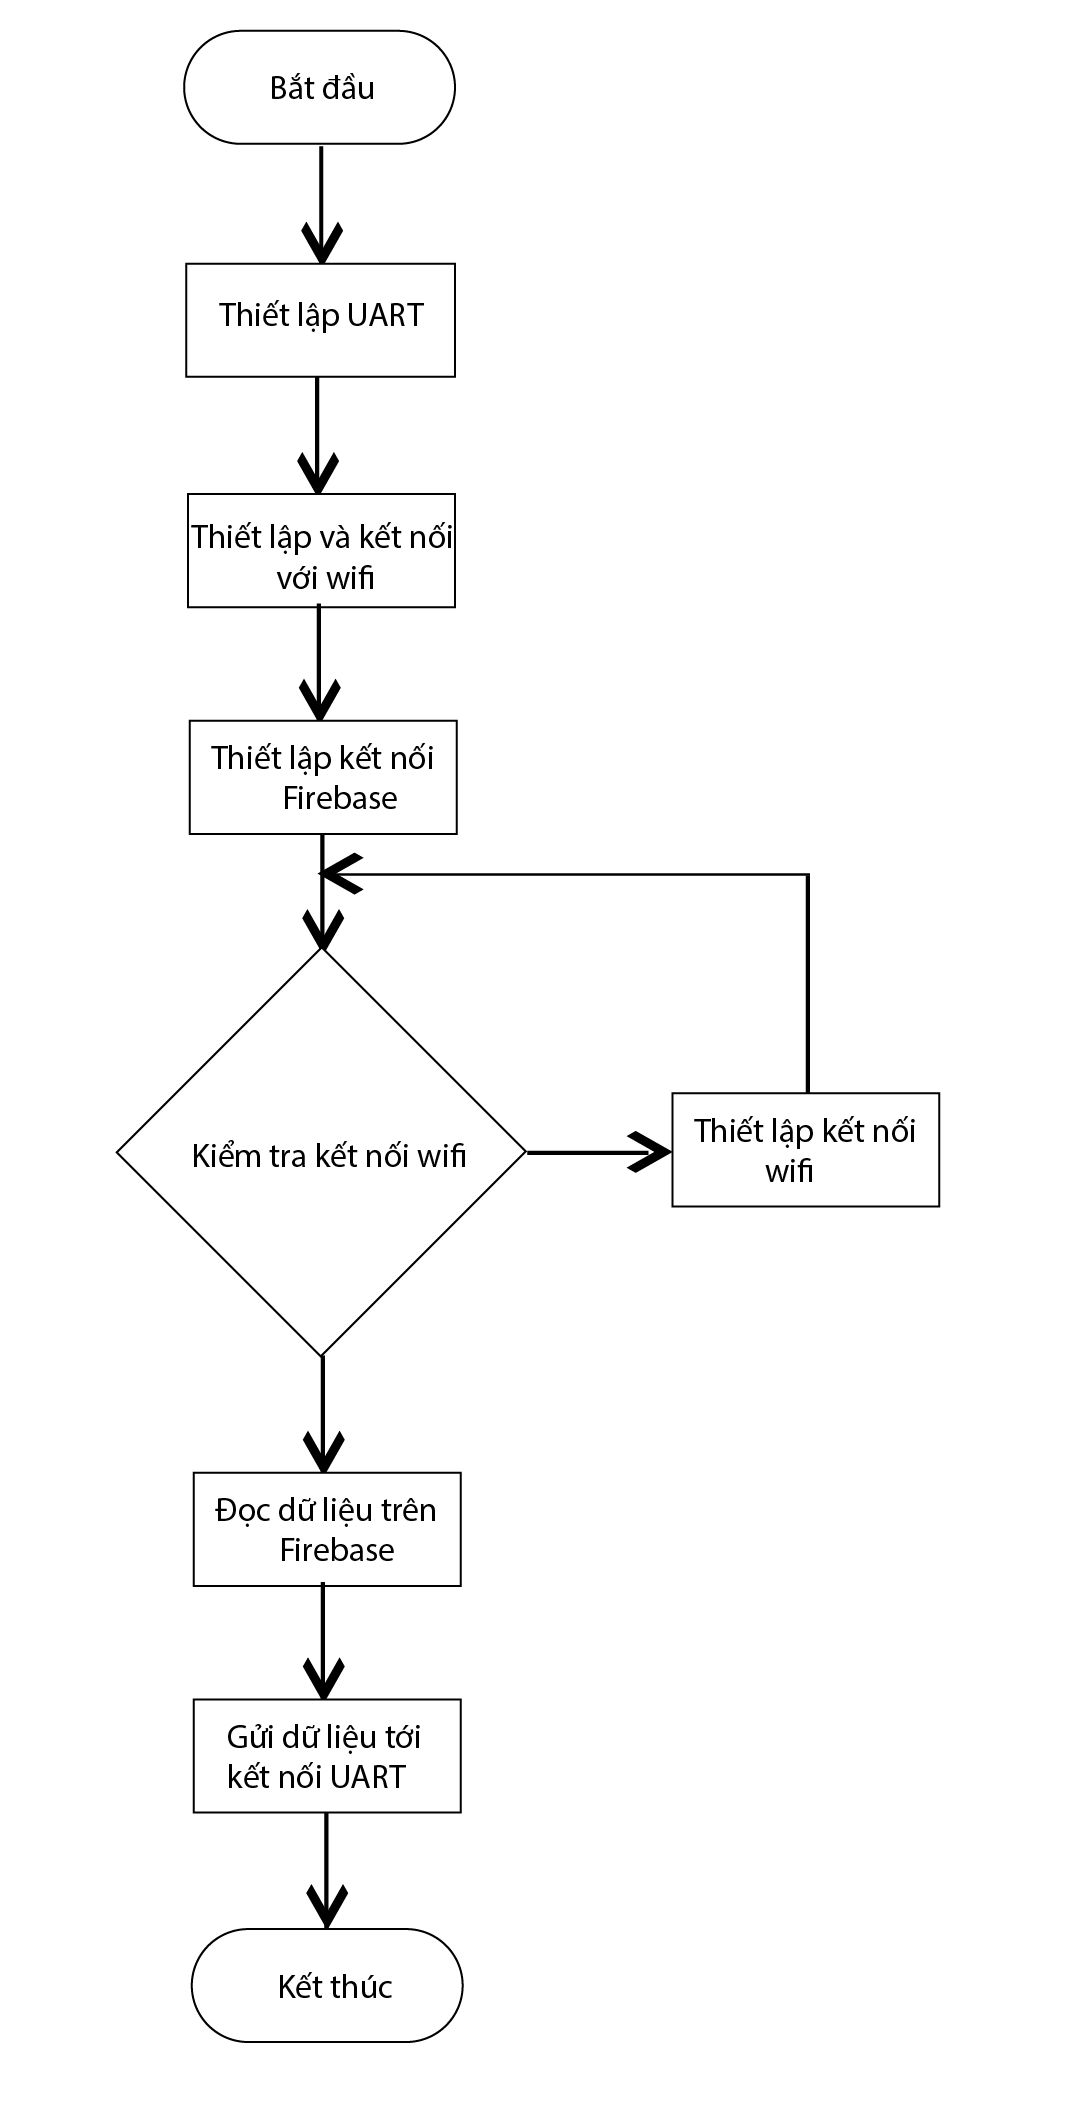 Bắt đầu
Thiết lập UART
Thiết lập và kết nối
với wifi
Thiết lập kết nối
Firebase
Kiểm tra kết nối wifi
Thiết lập kết nối
wifi
Đọc dữ liệu trên
Firebase
Gửi dữ liệu tới
kết nối UART
Kết thúc